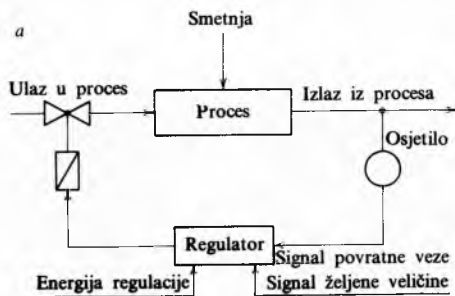 a
Smetnja
Ulaz u proces
Proces
Izlaz iz procesa
Osjetilo
Regulator
Signal povratne veze
Energija regulacije
Signal željene veličine